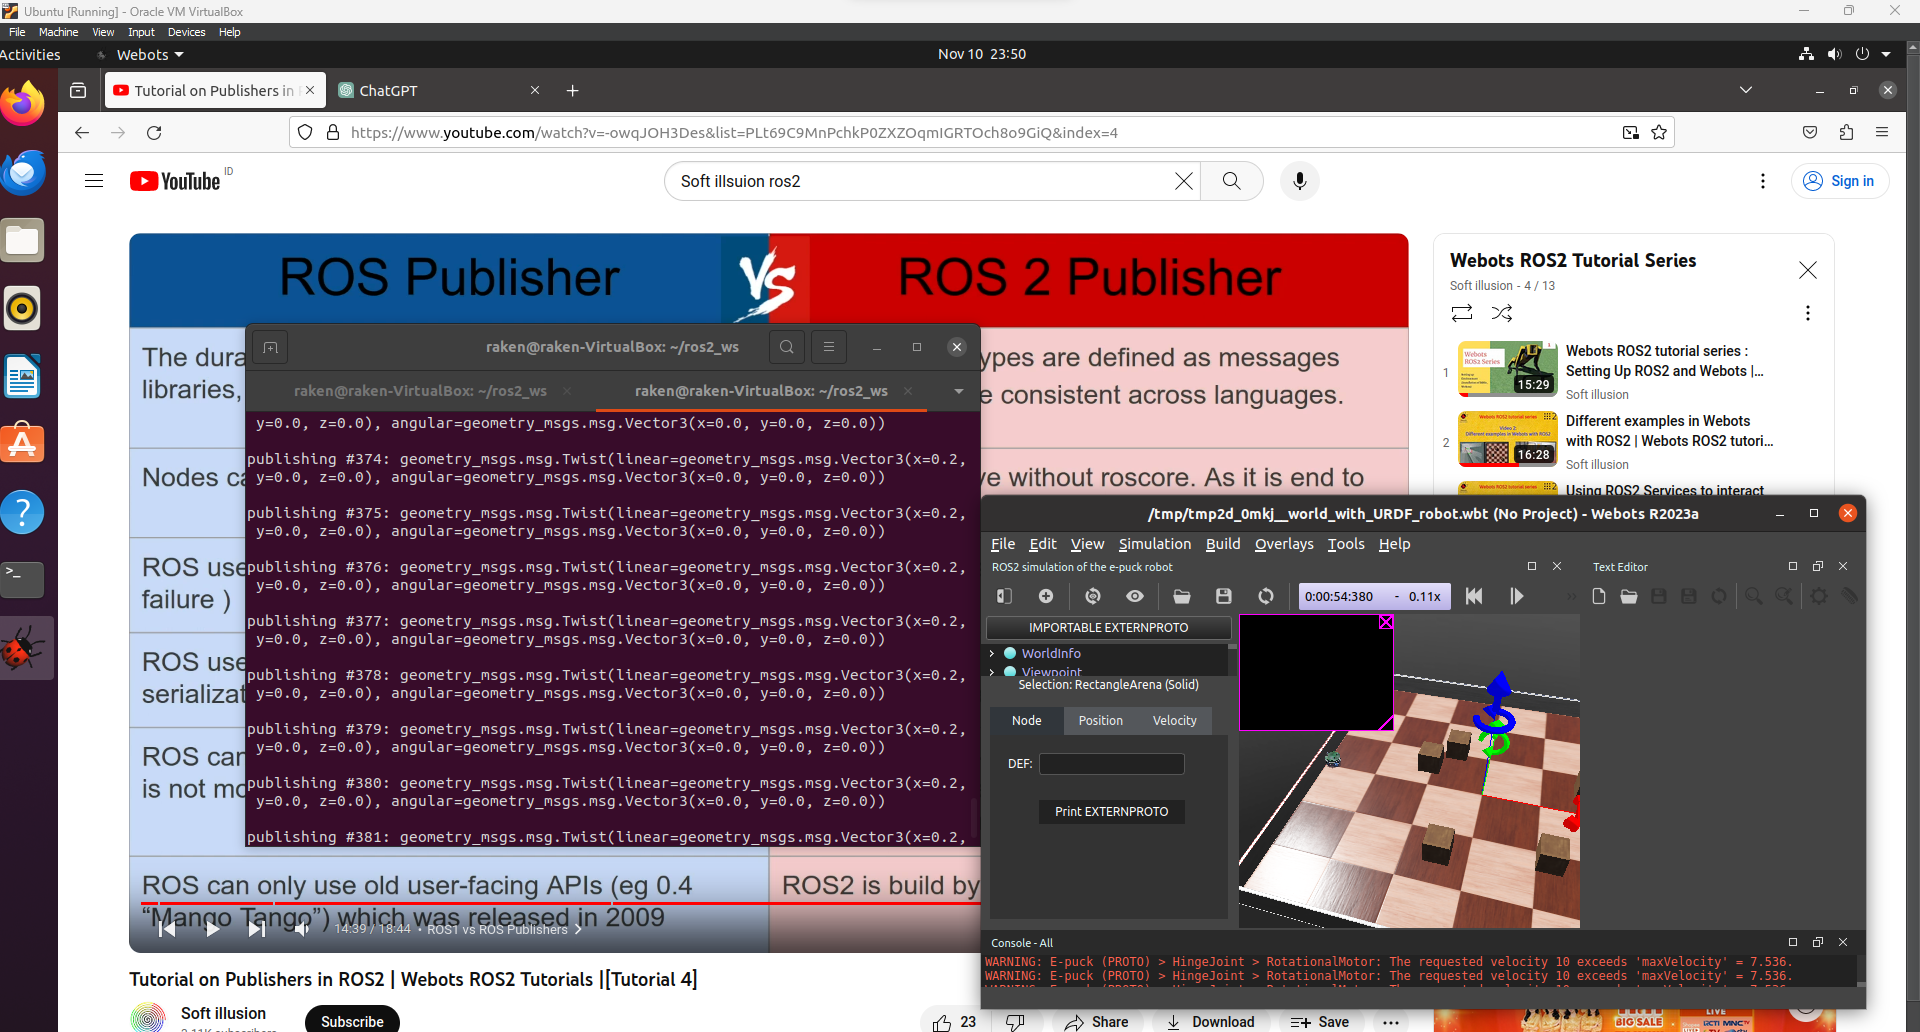 Ubuntu [Running] - Oracle VM VirtualBox
File Machine View Input Devices Help
Activities Webots Nov 10 23:50
Tutorial on Publishers in ChatGPT
https://www.youtube.com/watch?v=-owqJOH3Des&list=PLt69C9MnPchkP0ZXZOqmIGRTOch8o9GiQ&index=4
YouTube ID
Soft illsuion ros2
Sign in
ROS Publisher VS ROS 2 Publisher
The dura
libraries,
ypes are defined as messages
e consistent across languages.
Nodes ca
ve without roscore. As it is end to
ROS use
failure )
ROS use
serializat
ROS can
is not mo
ROS can only use old user-facing APIs (eg 0.4
"Mango Tango") which was released in 2009
ROS2 is build by
14:39 / 18:44 • ROS1 vs ROS Publishers
raken@raken-VirtualBox: ~/ros2_ws
raken@raken-VirtualBox: ~/ros2_ws raken@raken-VirtualBox: ~/ros2_ws
y=0.0, z=0.0), angular=geometry_msgs.msg.Vector3(x=0.0, y=0.0, z=0.0))
publishing #374: geometry_msgs.msg.Twist(linear=geometry_msgs.msg.Vector3(x=0.2,
y=0.0, z=0.0), angular=geometry_msgs.msg.Vector3(x=0.0, y=0.0, z=0.0))
publishing #375: geometry_msgs.msg.Twist(linear=geometry_msgs.msg.Vector3(x=0.2,
y=0.0, z=0.0), angular=geometry_msgs.msg.Vector3(x=0.0, y=0.0, z=0.0))
publishing #376: geometry_msgs.msg.Twist(linear=geometry_msgs.msg.Vector3(x=0.2,
y=0.0, z=0.0), angular=geometry_msgs.msg.Vector3(x=0.0, y=0.0, z=0.0))
publishing #377: geometry_msgs.msg.Twist(linear=geometry_msgs.msg.Vector3(x=0.2,
y=0.0, z=0.0), angular=geometry_msgs.msg.Vector3(x=0.0, y=0.0, z=0.0))
publishing #378: geometry_msgs.msg.Twist(linear=geometry_msgs.msg.Vector3(x=0.2,
y=0.0, z=0.0), angular=geometry_msgs.msg.Vector3(x=0.0, y=0.0, z=0.0))
publishing #379: geometry_msgs.msg.Twist(linear=geometry_msgs.msg.Vector3(x=0.2,
y=0.0, z=0.0), angular=geometry_msgs.msg.Vector3(x=0.0, y=0.0, z=0.0))
publishing #380: geometry_msgs.msg.Twist(linear=geometry_msgs.msg.Vector3(x=0.2,
y=0.0, z=0.0), angular=geometry_msgs.msg.Vector3(x=0.0, y=0.0, z=0.0))
publishing #381: geometry_msgs.msg.Twist(linear=geometry_msgs.msg.Vector3(x=0.2,
Webots ROS2 Tutorial Series
Soft illusion - 4 / 13
1
15:29
Webots ROS2 tutorial series :
Setting Up ROS2 and Webots |...
Soft illusion
2
16:28
Different examples in Webots
with ROS2 | Webots ROS2 tutori...
Soft illusion
Using ROS2 Services to interact
/tmp/tmp2d_0mkj__world_with_URDF_robot.wbt (No Project) - Webots R2023a
File Edit View Simulation Build Overlays Tools Help
ROS2 simulation of the e-puck robot
Text Editor
0:00:54:380 - 0.11x
IMPORTABLE EXTERNPROTO
WorldInfo
Viewpoint
Selection: RectangleArena (Solid)
Node Position Velocity
DEF:
Print EXTERNPROTO
Console - All
WARNING: E-puck (PROTO) > HingeJoint > RotationalMotor: The requested velocity 10 exceeds 'maxVelocity' = 7.536.
WARNING: E-puck (PROTO) > HingeJoint > RotationalMotor: The requested velocity 10 exceeds 'maxVelocity' = 7.536.
Tutorial on Publishers in ROS2 | Webots ROS2 Tutorials |[Tutorial 4]
Soft illusion
Subscribe
23 Share Download Save
BIG SALE